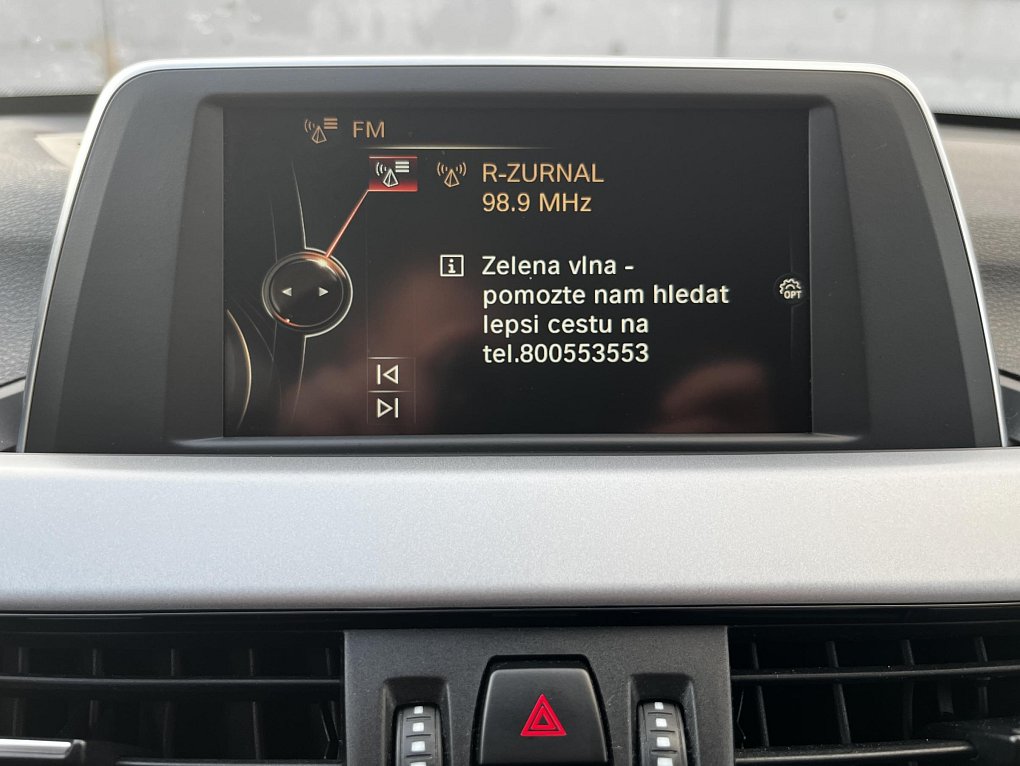 FM
R-ZURNAL
98.9 MHz
Zelena vlna -
pomozte nam hledat
lepsi cestu na
tel.800553553
OPT